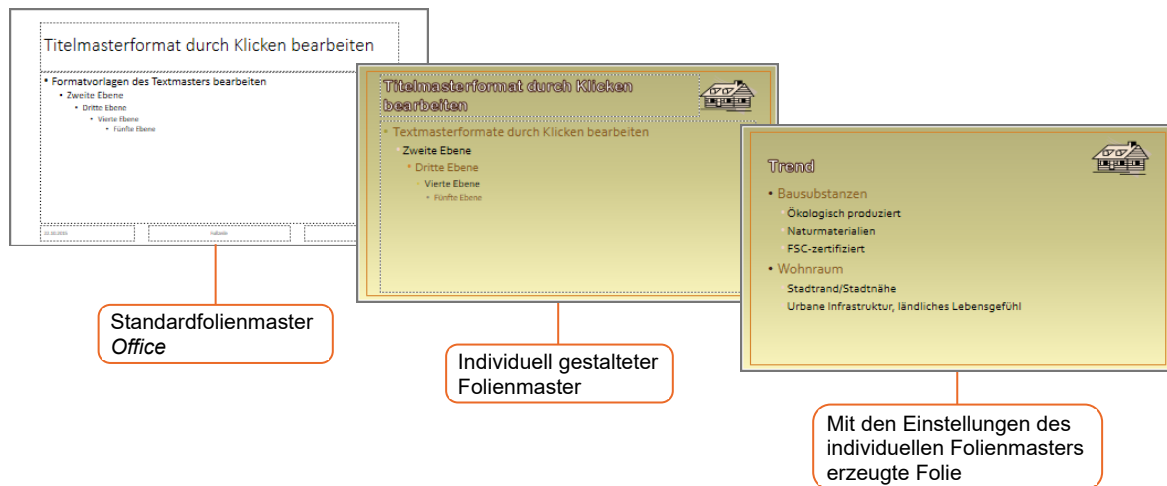 Titelmasterformat durch Klicken bearbeiten
• Formatvorlagen des Textmasters bearbeiten
• Zweite Ebene
• Dritte Ebene
• Vierte Ebene
• Fünfte Ebene
Fußzeile
Standardfolienmaster
Office
Titelmasterformat durch Klicken
bearbeiten
• Textmasterformate durch Klicken bearbeiten
• Zweite Ebene
• Dritte Ebene
• Vierte Ebene
• Fünfte Ebene
Individuell gestalteter
Folienmaster
Trend
• Bausubstanzen
• Ökologisch produziert
• Naturmaterialien
• FSC-zertifiziert
• Wohnraum
• Stadtrand/Stadtnähe
Urbane Infrastruktur, ländliches Lebensgefühl
Mit den Einstellungen des
individuellen Folienmasters
erzeugte Folie